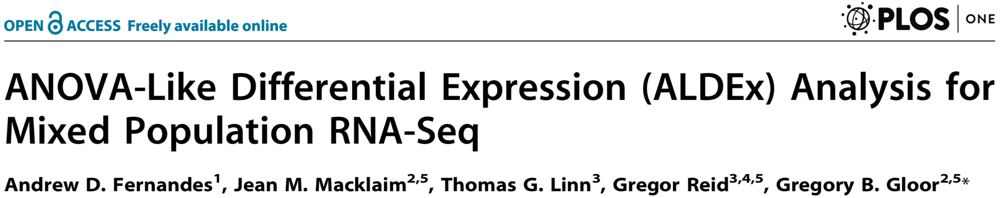 OPEN ACCESS Freely available online
PLOS | ONE
ANOVA-Like Differential Expression (ALDEx) Analysis for
Mixed Population RNA-Seq
Andrew D. Fernandes1, Jean M. Macklaim2,5, Thomas G. Linn3, Gregor Reid3,4,5, Gregory B. Gloor2,5*